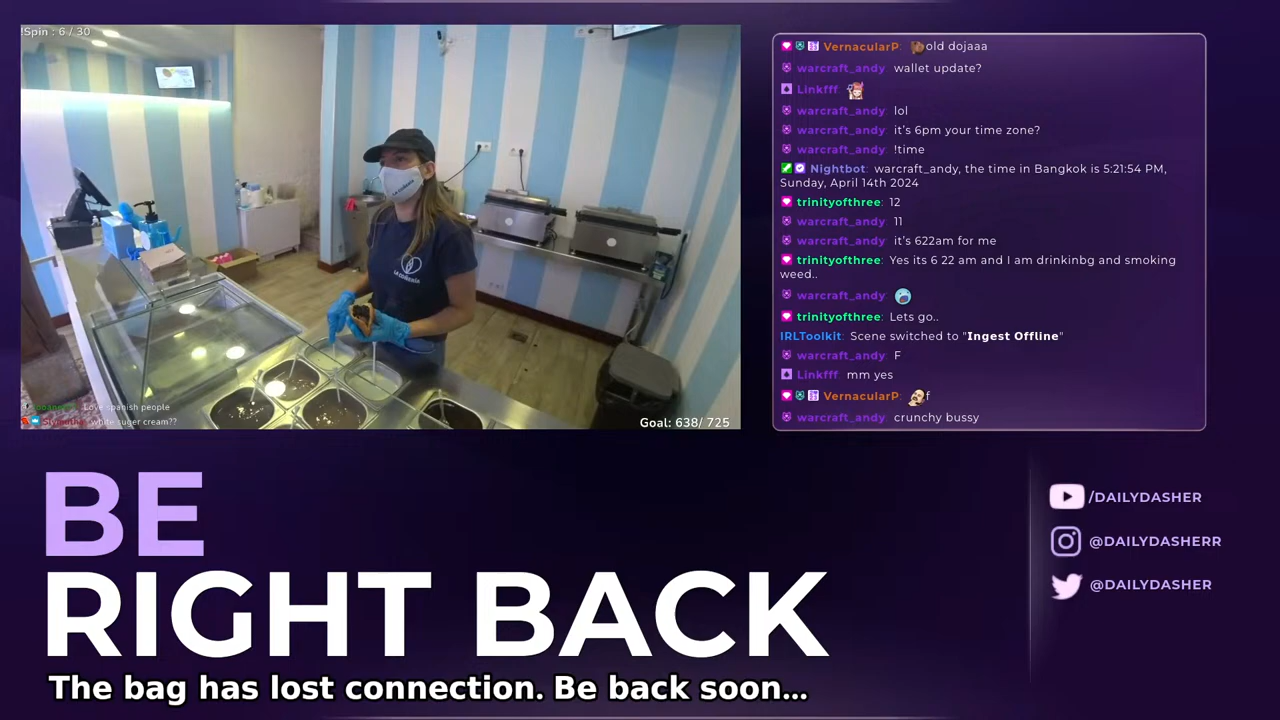 !Spin : 6 / 30
Love spanish people
white suger cream??
Goal: 638/ 725
VernacularP: old dojaaa
warcraft_andy: wallet update?
Linkfff:
warcraft_andy: lol
warcraft_andy: it's 6pm your time zone?
warcraft_andy: !time
Nightbot: warcraft_andy, the time in Bangkok is 5:21:54 PM,
Sunday, April 14th 2024
trinityofthree: 12
warcraft_andy: 11
warcraft_andy: it's 622am for me
trinityofthree: Yes its 6 22 am and I am drinkinbg and smoking
weed..
warcraft_andy:
trinityofthree: Lets go..
IRLToolkit: Scene switched to "Ingest Offline"
warcraft_andy: F
Linkfff: mm yes
VernacularP: f
warcraft_andy: crunchy bussy
BE
RIGHT BACK
The bag has lost connection. Be back soon...
/DAILYDASHER
@DAILYDASHERR
@DAILYDASHER